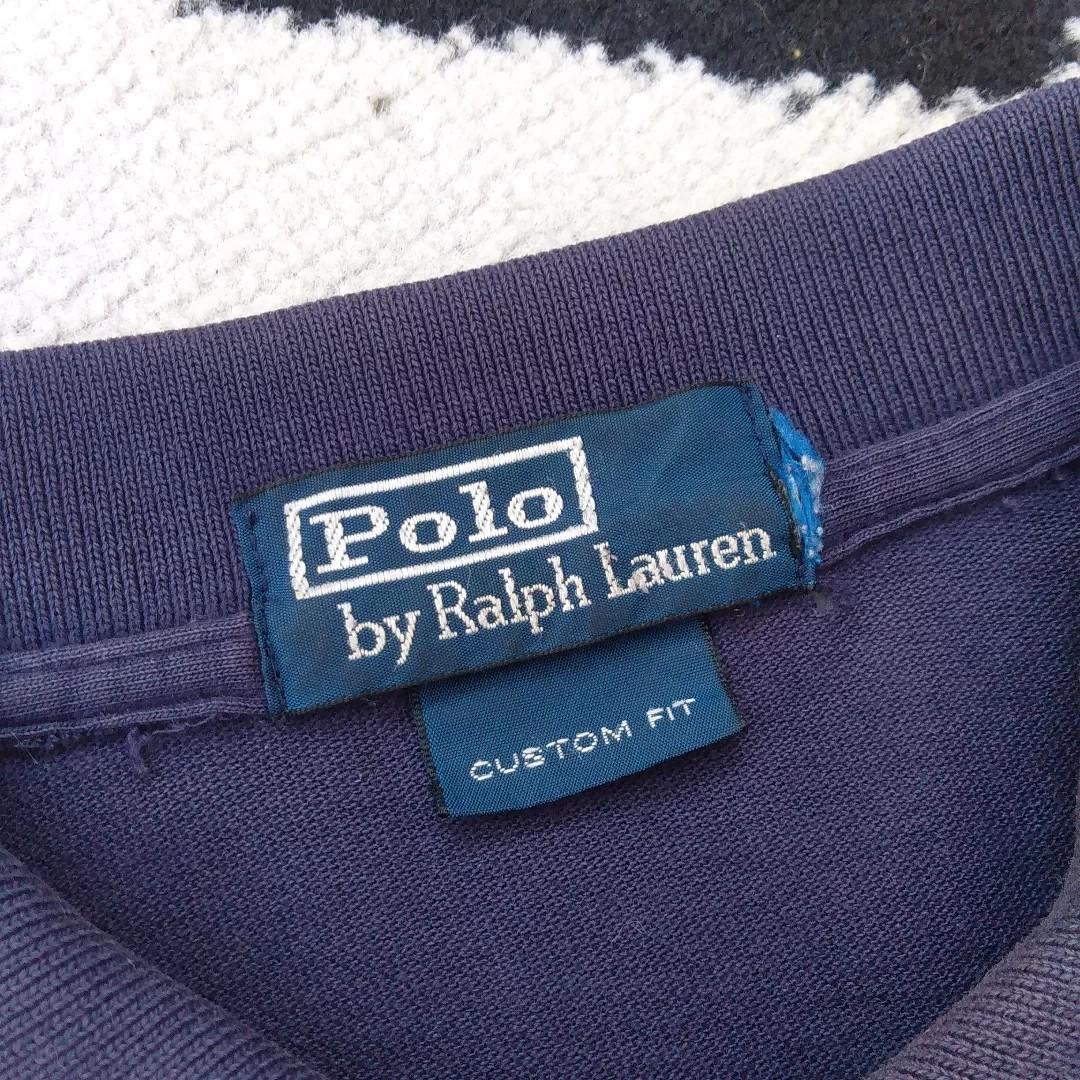 Polo
by Ralph Lauren
CUSTOM FIT